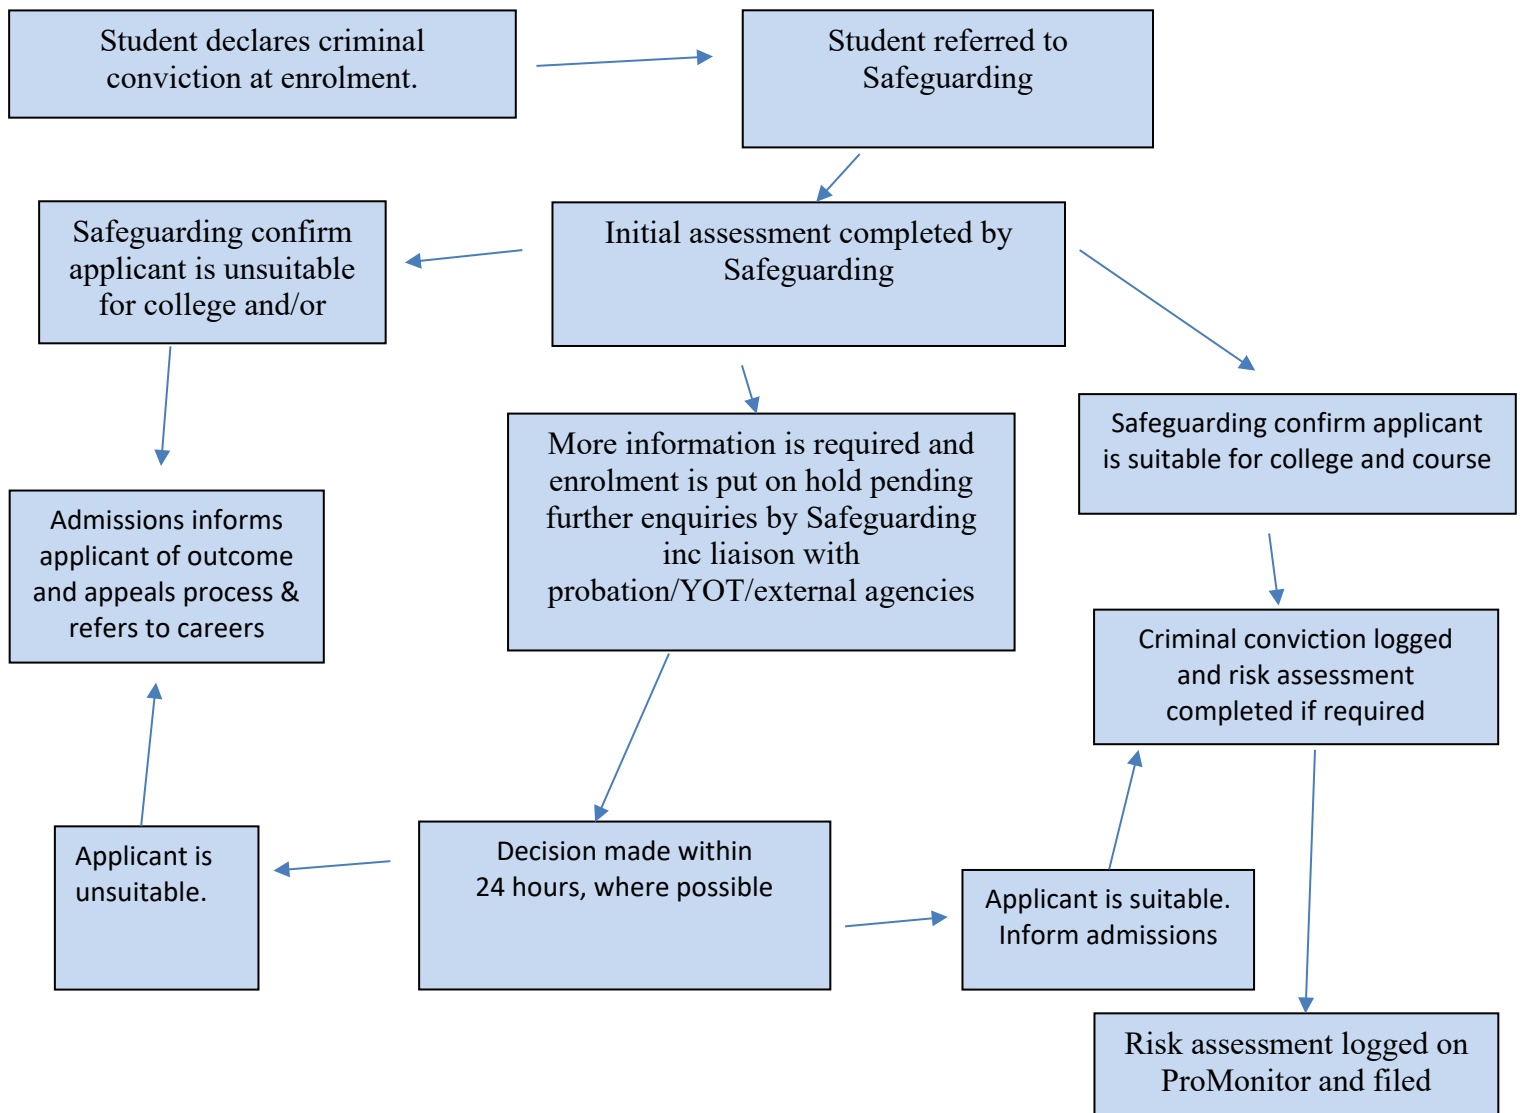 Student declares criminal
conviction at enrolment.
Student referred to
Safeguarding
Safeguarding confirm
applicant is unsuitable
for college and/or
Initial assessment completed by
Safeguarding
More information is required and
enrolment is put on hold pending
further enquiries by Safeguarding
inc liaison with
probation/YOT/external agencies
Safeguarding confirm applicant
is suitable for college and course
Admissions informs
applicant of outcome
and appeals process &
refers to careers
Criminal conviction logged
and risk assessment
completed if required
Applicant is
unsuitable.
Decision made within
24 hours, where possible
Applicant is suitable.
Inform admissions
Risk assessment logged on
ProMonitor and filed